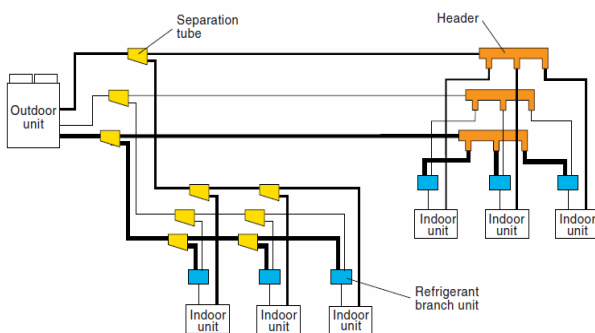 Separation
tube
Header
Outdoor
unit
Indoor
unit
Indoor
unit
Indoor
unit
Refrigerant
branch unit
Indoor
unit
Indoor
unit
Indoor
unit